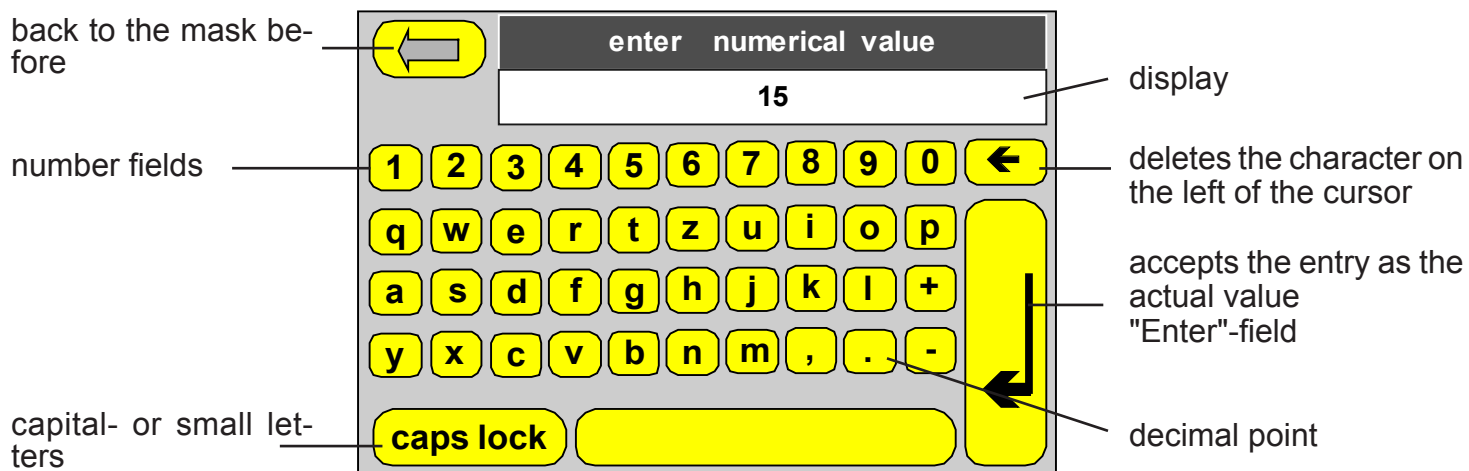 back to the mask be-
fore
enter numerical value
15
display
number fields
1 2 3 4 5 6 7 8 9 0
deletes the character on
the left of the cursor
q w e r t z u i o p
a s d f g h j k l +
accepts the entry as the
actual value
"Enter"-field
y x c v b n m , . -
capital- or small let-
ters
caps lock
decimal point